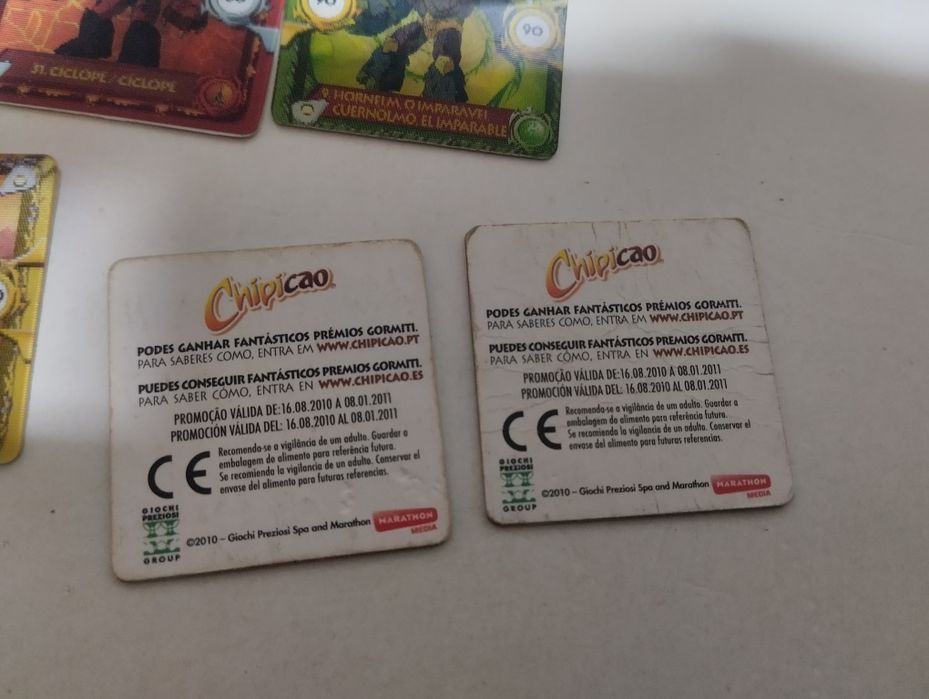 90
90
31. CICLOPE / CICLOPE
9. HORNELM, O IMPARÁVEL
CUERNOLMO, EL IMPARABLE
Chipicao
PODES GANHAR FANTÁSTICOS PRÉMIOS GORMITI.
PARA SABERES COMO, ENTRA EM WWW.CHIPICAO.PT
PUEDES CONSEGUIR FANTÁSTICOS PREMIOS GORMITI.
PARA SABER CÓMO, ENTRA EN WWW.CHIPICAO.ES
PROMOÇÃO VÁLIDA DE:16.08.2010 A 08.01.2011
PROMOCIÓN VÁLIDA DEL: 16.08.2010 AL 08.01.2011
CE
Recomenda-se a vigilância de um adulto. Guardar a
embalagem do alimento para referência futura.
Se recomienda la vigilancia de un adulto. Conservar el
envase del alimento para futuras referencias.
GIOCHI
PREZIOSI
GROUP
©2010 – Giochi Preziosi Spa and Marathon
MARATHON
MEDIA
Chipicao
PODES GANHAR FANTÁSTICOS PRÉMIOS GORMITI.
PARA SABERES COMO, ENTRA EM WWW.CHIPICAO.PT
PUEDES CONSEGUIR FANTÁSTICOS PREMIOS GORMITI.
PARA SABER CÓMO, ENTRA EN WWW.CHIPICAO.ES
PROMOÇÃO VÁLIDA DE: 16.08.2010 A 08.01.2011
PROMOCIÓN VÁLIDA DEL: 16.08.2010 AL 08.01.2011
CE
Recomenda-se a vigilância de um adulto. Guardar a
embalagem do alimento para referência futura.
Se recomienda la vigilancia de un adulto. Conservar el
envase del alimento para futuras referencias.
GIOCHI
PREZIOSI
GROUP
©2010 – Giochi Preziosi Spa and Marathon
MARATHON
MEDIA